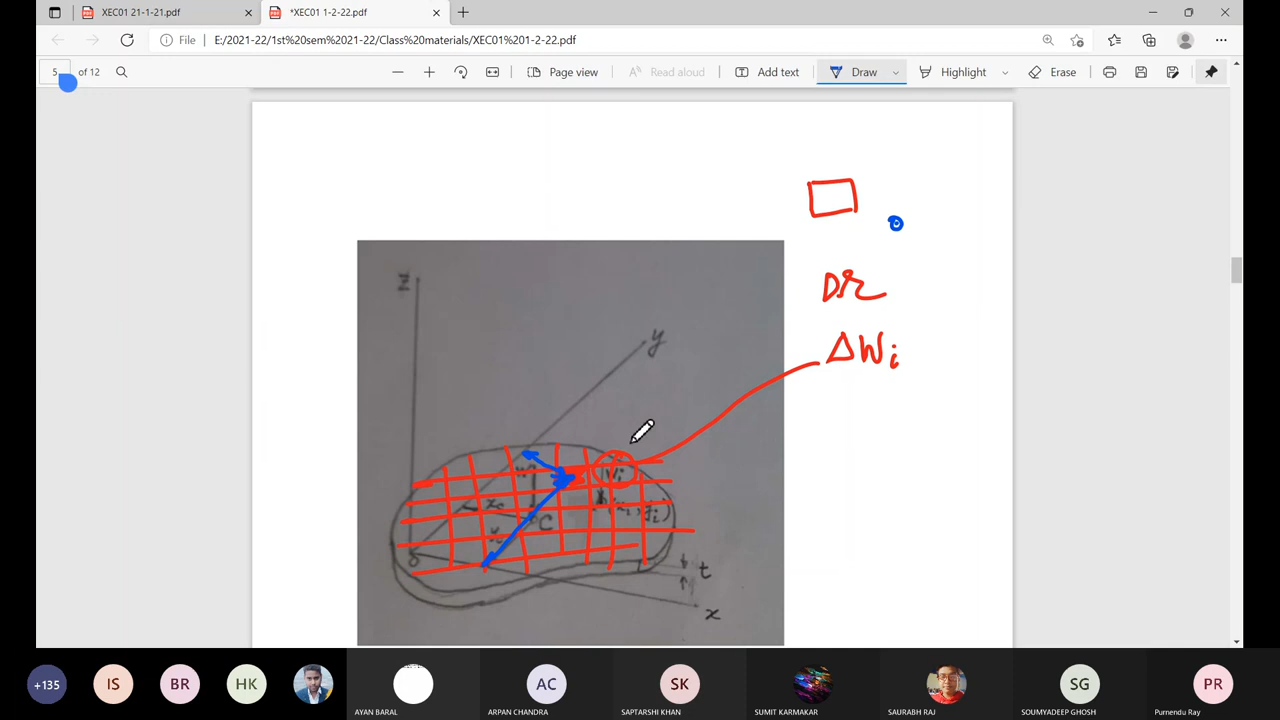 XEC01 21-1-21.pdf
*XEC01 1-2-22.pdf
File
E:/2021-22/1st%20sem%2021-22/Class%20materials/XEC01%201-2-22.pdf
5 of 12
Page view
Read aloud
Add text
Draw
Highlight
Erase
ΔWi
z
y
xc
C
(xi, yi)
O
t
x
+135
IS
BR
HK
AYAN BARAL
AC
ARPAN CHANDRA
SK
SAPTARSHI KHAN
SUMIT KARMAKAR
SAURABH RAJ
SG
SOUMYADEEP GHOSH
PR
Purnendu Ray